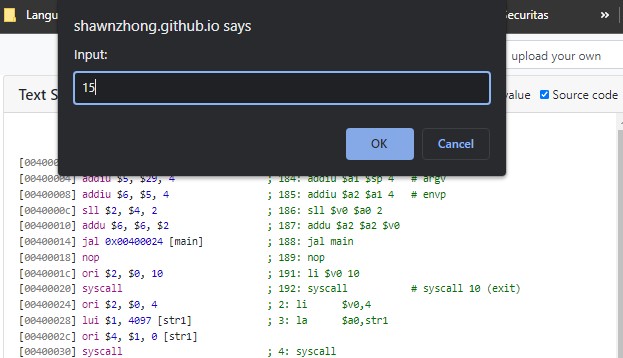 Langu
shawnzhong.github.io says
Securitas
»
Input:
upload your own
15
Text S
value
Source code
OK
Cancel
[0040000
[00400004] addiu $5, $29, 4 ; 184: addiu $a1 $sp 4 # argv
[00400008] addiu $6, $5, 4 ; 185: addiu $a2 $a1 4 # envp
[0040000c] sll $2, $4, 2 ; 186: sll $v0 $a0 2
[00400010] addu $6, $6, $2 ; 187: addu $a2 $a2 $v0
[00400014] jal 0x00400024 [main] ; 188: jal main
[00400018] nop ; 189: nop
[0040001c] ori $2, $0, 10 ; 191: li $v0 10
[00400020] syscall ; 192: syscall # syscall 10 (exit)
[00400024] ori $2, $0, 4 ; 2: li $v0,4
[00400028] lui $1, 4097 [str1] ; 3: la $a0,str1
[0040002c] ori $4, $1, 0 [str1]
[00400030] syscall ; 4: syscall